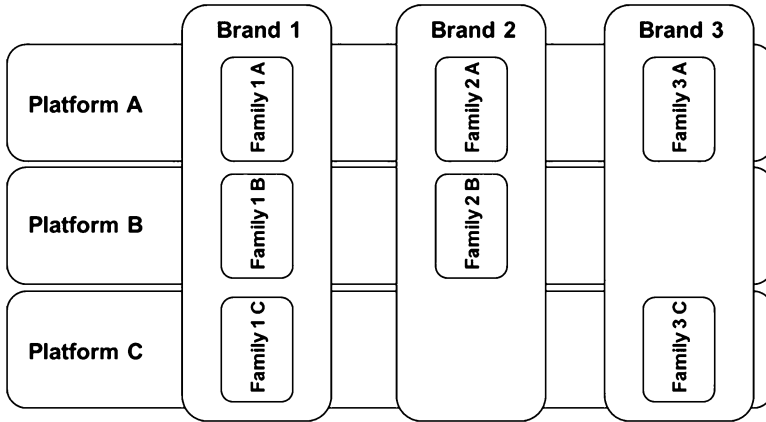 Brand 1
Brand 2
Brand 3
Platform A
Family 1 A
Family 2 A
Family 3 A
Platform B
Family 1 B
Family 2 B
Platform C
Family 1 C
Family 3 C